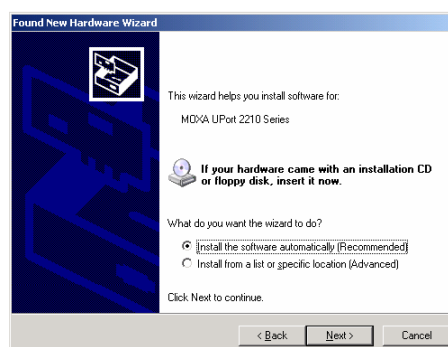 Found New Hardware Wizard
This wizard helps you install software for:
MOXA UPort 2210 Series
If your hardware came with an installation CD
or floppy disk, insert it now.
What do you want the wizard to do?
Install the software automatically (Recommended)
Install from a list or specific location (Advanced)
Click Next to continue.
< Back Next > Cancel